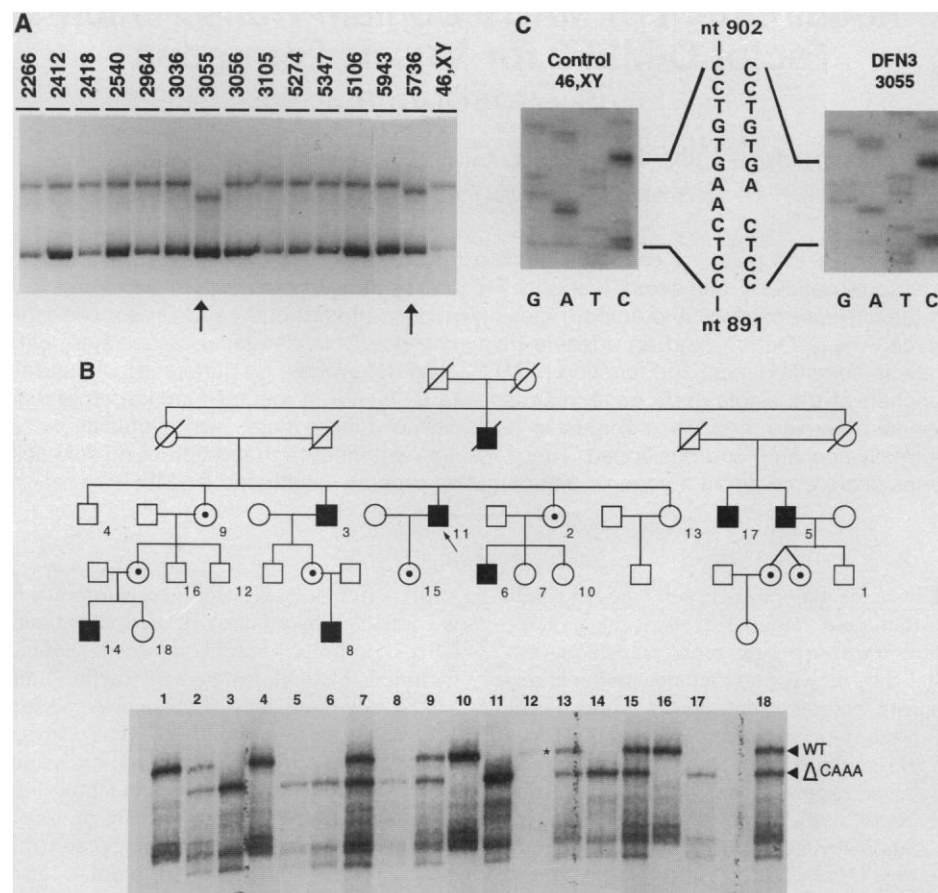 A
2266 2412 2418 2540 2964 3036 3055 3056 3105 5274 5347 5106 5943 5736 46,XY
C
Control
46,XY
nt 902
C C T G T G A A C T C C
C C T G T G A C T C C
nt 891
DFN3
3055
G A T C
G A T C
B
4 9 3 11 2 13 17 5
16 12 15 6 7 10 1
14 18 8
1 2 3 4 5 6 7 8 9 10 11 12 13 14 15 16 17 18
* WT
Δ CAAA